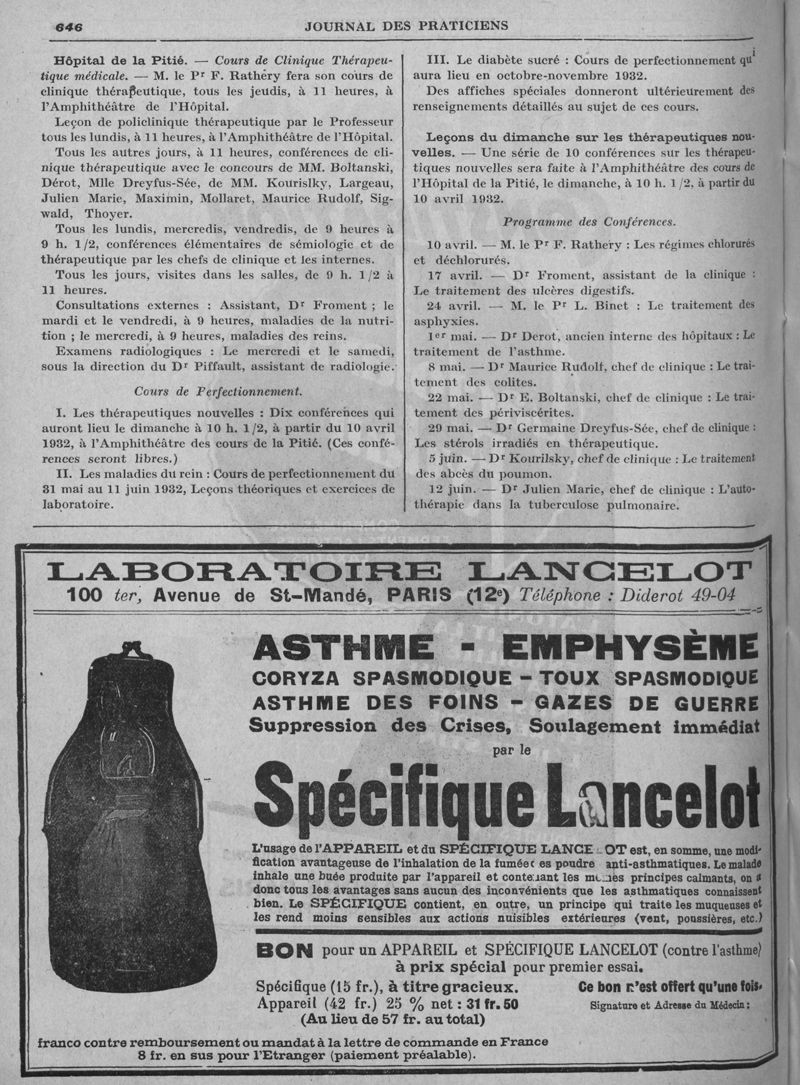 646
JOURNAL DES PRATICIENS
Hôpital de la Pitié. — Cours de Clinique Thérapeu-
tique médicale. — M. le Pr F. Rathéry fera son cours de
clinique thérapeutique, tous les jeudis, à 11 heures, à
l'Amphithéâtre de l'Hôpital.
Leçon de policlinique thérapeutique par le Professeur
tous les lundis, à 11 heures, à l'Amphithéâtre de l'Hôpital.
Tous les autres jours, à 11 heures, conférences de cli-
nique thérapeutique avec le concours de MM. Boltanski,
Dérot, Mlle Dreyfus-Sée, de MM. Kourislky, Largeau,
Julien Marie, Maximin, Mollaret, Maurice Rudolf, Sig-
wald, Thoyer.
Tous les lundis, mercredis, vendredis, de 9 heures à
9 h. 1/2, conférences élémentaires de sémiologie et de
thérapeutique par les chefs de clinique et les internes.
Tous les jours, visites dans les salles, de 9 h. 1/2 à
11 heures.
Consultations externes : Assistant, Dr Froment ; le
mardi et le vendredi, à 9 heures, maladies de la nutri-
tion ; le mercredi, à 9 heures, maladies des reins.
Examens radiologiques : Le mercredi et le samedi,
sous la direction du Dr Piffault, assistant de radiologie.
Cours de Perfectionnement.
I. Les thérapeutiques nouvelles : Dix conférences qui
auront lieu le dimanche à 10 h. 1/2, à partir du 10 avril
1932, à l'Amphithéâtre des cours de la Pitié. (Ces confé-
rences seront libres.)
II. Les maladies du rein : Cours de perfectionnement du
31 mai au 11 juin 1932, Leçons théoriques et exercices de
laboratoire.
III. Le diabète sucré : Cours de perfectionnement qui
aura lieu en octobre-novembre 1932.
Des affiches spéciales donneront ultérieurement des
renseignements détaillés au sujet de ces cours.
Leçons du dimanche sur les thérapeutiques nou-
velles. — Une série de 10 conférences sur les thérapeu-
tiques nouvelles sera faite à l'Amphithéâtre des cours de
l'Hôpital de la Pitié, le dimanche, à 10 h. 1/2, à partir du
10 avril 1932.
Programme des Conférences.
10 avril. — M. le Pr F. Rathery : Les régimes chlorurés
et déchlorurés.
17 avril. — Dr Froment, assistant de la clinique :
Le traitement des ulcères digestifs.
24 avril. — M. le Pr L. Binet : Le traitement des
asphyxies.
1er mai. — Dr Derot, ancien interne des hôpitaux : Le
traitement de l'asthme.
8 mai. — Dr Maurice Rudolf, chef de clinique : Le trai-
tement des colites.
22 mai. — Dr E. Boltanski, chef de clinique : Le trai-
tement des périviscérites.
29 mai. — Dr Germaine Dreyfus-Sée, chef de clinique :
Les stérols irradiés en thérapeutique.
5 juin. — Dr Kourilsky, chef de clinique : Le traitement
des abcès du poumon.
12 juin. — Dr Julien Marie, chef de clinique : L'auto-
thérapie dans la tuberculose pulmonaire.
LABORATOIRE LANCELOT
100 ter, Avenue de St-Mandé, PARIS (12e) Téléphone : Diderot 49-04
ASTHME - EMPHYSÈME
CORYZA SPASMODIQUE - TOUX SPASMODIQUE
ASTHME DES FOINS - GAZES DE GUERRE
Suppression des Crises, Soulagement immédiat
par le
Spécifique Lancelot
L'usage de l'APPAREIL et du SPÉCIFIQUE LANCELOT est, en somme, une modi-
fication avantageuse de l'inhalation de la fumée es poudre anti-asthmatiques. Le malade
inhale une buée produite par l'appareil et contenant les mêmes principes calmants, on a
donc tous les avantages sans aucun des inconvénients que les asthmatiques connaissent
bien. Le SPÉCIFIQUE contient, en outre, un principe qui traite les muqueuses et
les rend moins sensibles aux actions nuisibles extérieures (vent, poussières, etc.)
BON pour un APPAREIL et SPÉCIFIQUE LANCELOT (contre l'asthme)
à prix spécial pour premier essai.
Spécifique (15 fr.), à titre gracieux. Ce bon n'est offert qu'une fois.
Appareil (42 fr.) 25 % net : 31 fr. 50 Signature et Adresse du Médecin :
(Au lieu de 57 fr. au total)
franco contre remboursement ou mandat à la lettre de commande en France
8 fr. en sus pour l'Etranger (paiement préalable).